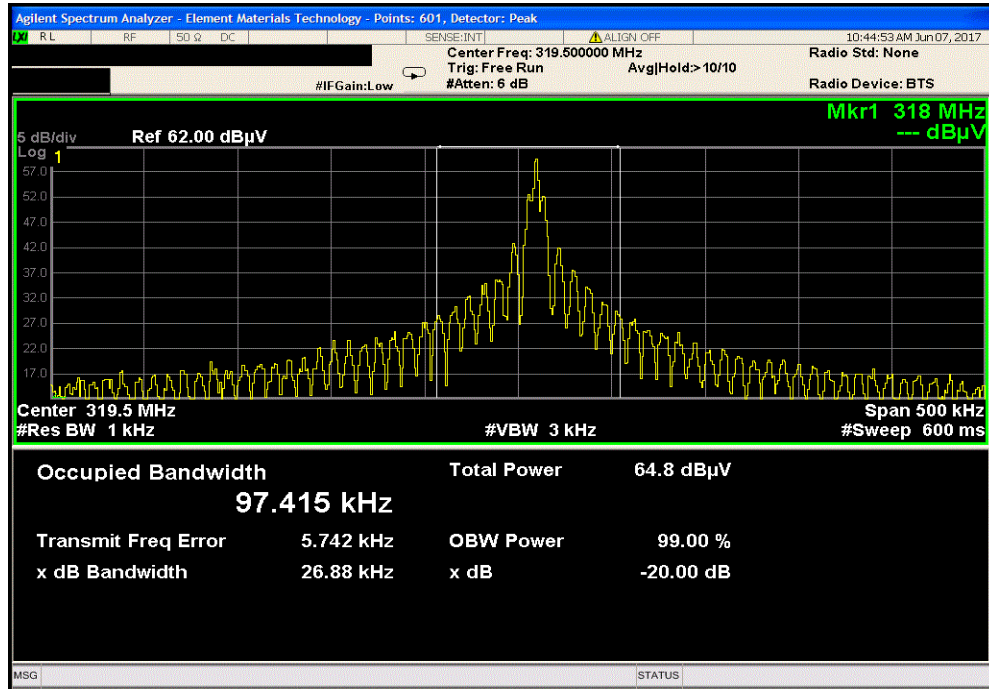 Agilent Spectrum Analyzer - Element Materials Technology - Points: 601, Detector: Peak
LXI RL RF 50 Ω DC SENSE:INT ALIGN OFF 10:44:53 AM Jun 07, 2017
Center Freq: 319.500000 MHz Radio Std: None
Trig: Free Run Avg|Hold:> 10/10
#IFGain:Low #Atten: 6 dB Radio Device: BTS
Mkr1 318 MHz
--- dBµV
5 dB/div Ref 62.00 dBµV
Log 1
57.0
52.0
47.0
42.0
37.0
32.0
27.0
22.0
17.0
Center 319.5 MHz Span 500 kHz
#Res BW 1 kHz #VBW 3 kHz #Sweep 600 ms
Occupied Bandwidth Total Power 64.8 dBµV
97.415 kHz
Transmit Freq Error 5.742 kHz OBW Power 99.00 %
x dB Bandwidth 26.88 kHz x dB -20.00 dB
MSG STATUS